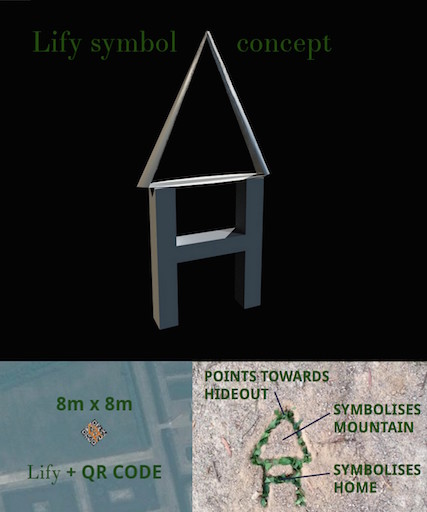 Lify symbol concept
8m x 8m
Lify + QR CODE
POINTS TOWARDS
HIDEOUT
SYMBOLISES
MOUNTAIN
SYMBOLISES
HOME